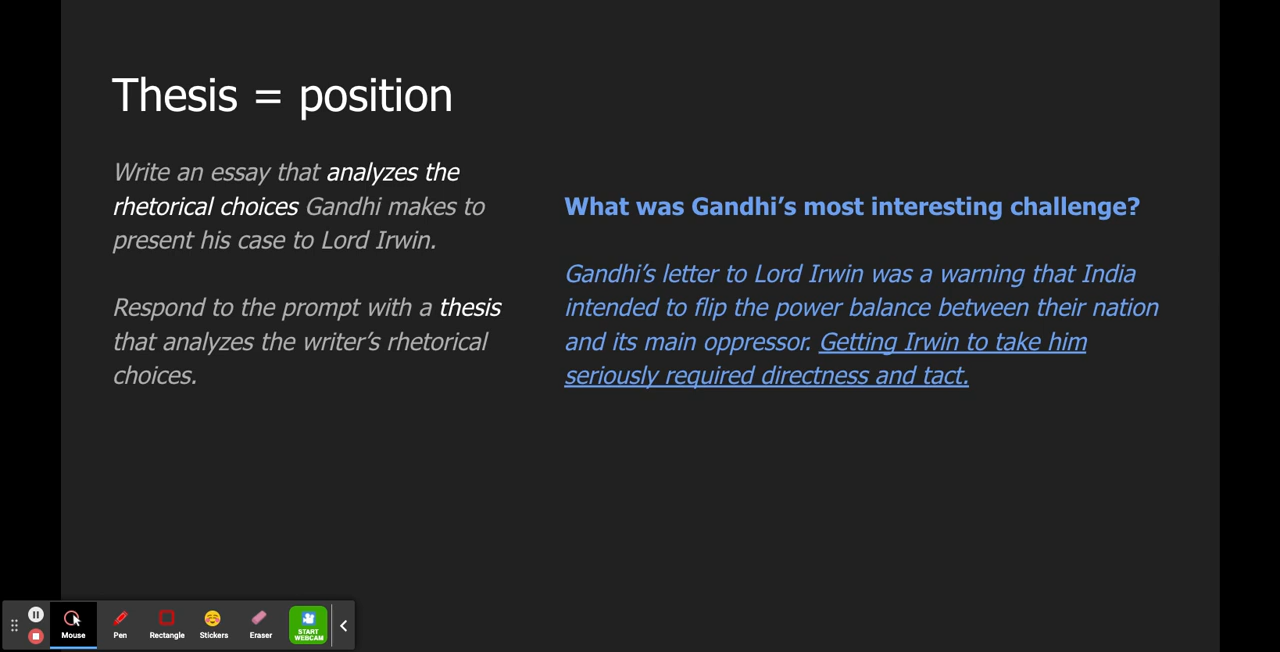 Thesis = position
Write an essay that analyzes the
rhetorical choices Gandhi makes to
present his case to Lord Irwin.
Respond to the prompt with a thesis
that analyzes the writer’s rhetorical
choices.
What was Gandhi’s most interesting challenge?
Gandhi’s letter to Lord Irwin was a warning that India
intended to flip the power balance between their nation
and its main oppressor. Getting Irwin to take him
seriously required directness and tact.
Mouse
Pen
Rectangle
Stickers
Eraser
START
WEBCAM